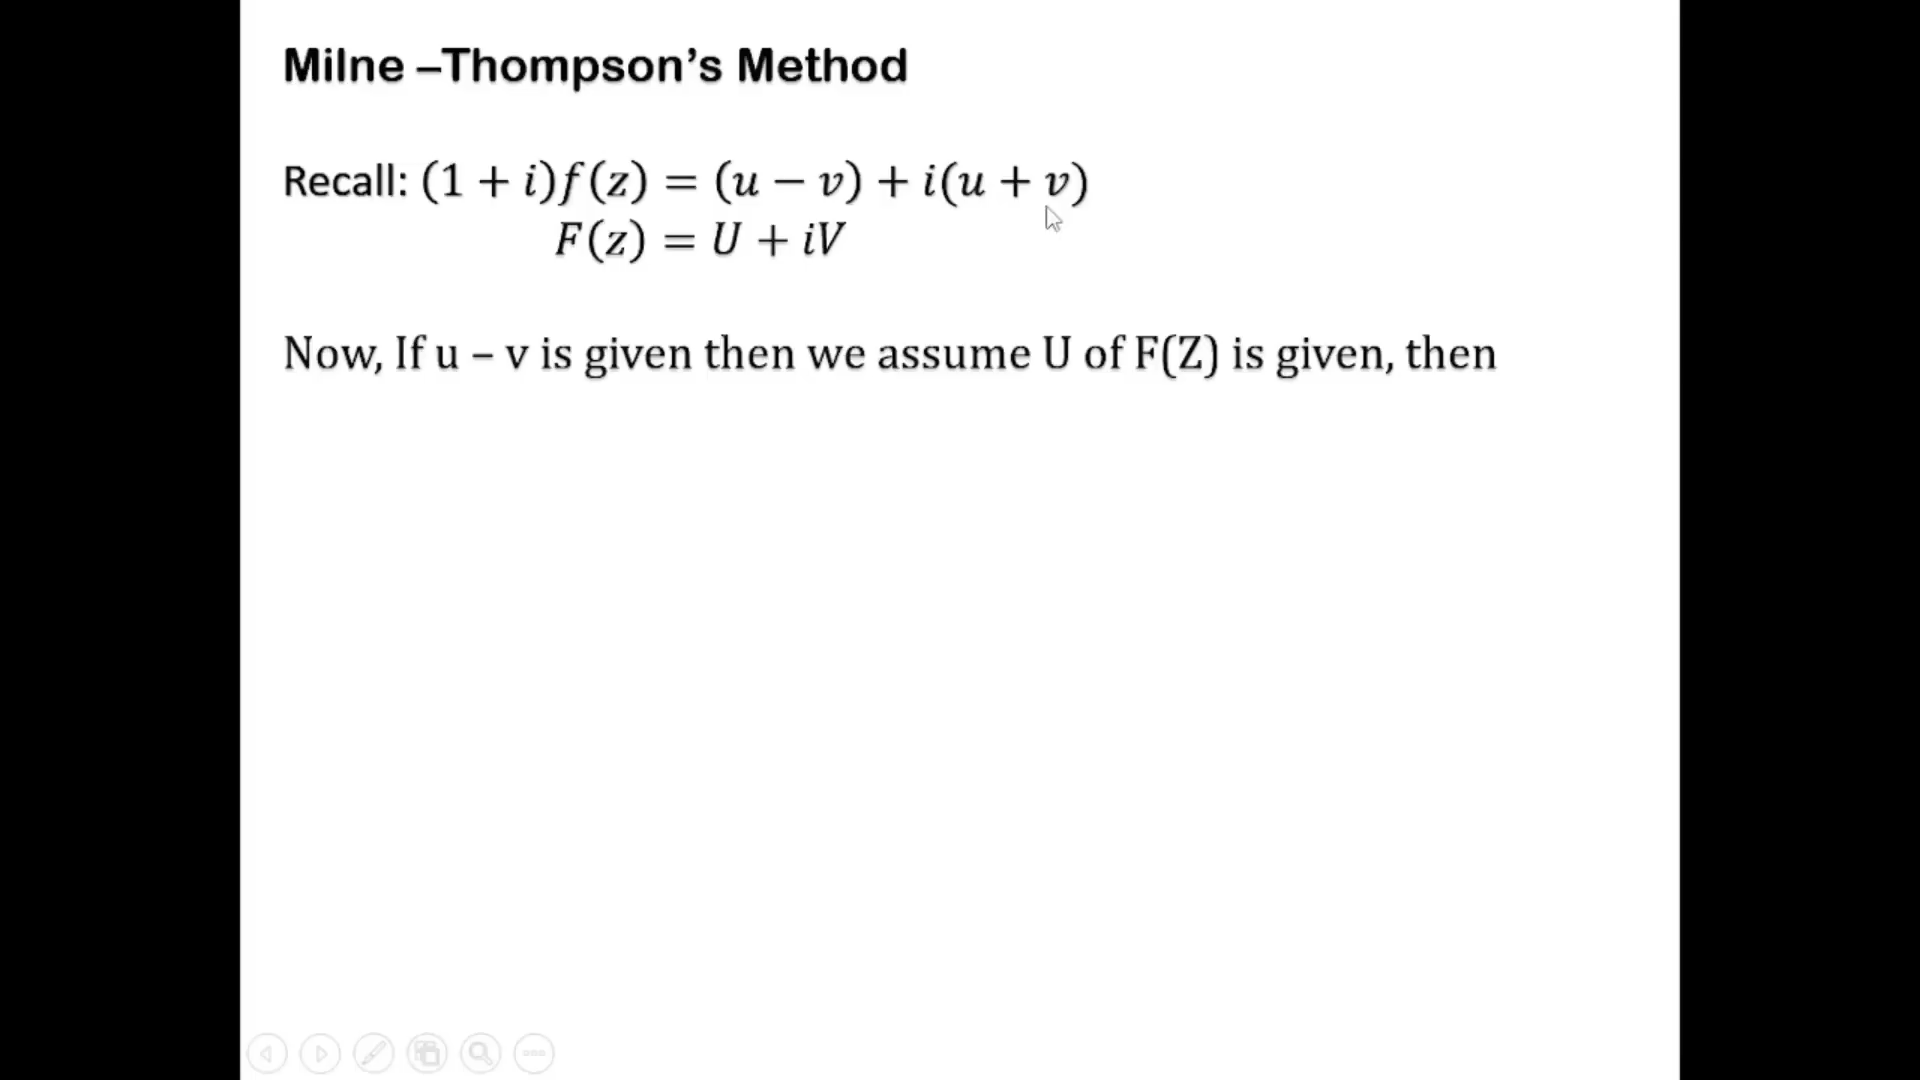 Milne –Thompson’s Method
Recall: (1 + i)f(z) = (u − v) + i(u + v)
F(z) = U + iV
Now, If u – v is given then we assume U of F(Z) is given, then